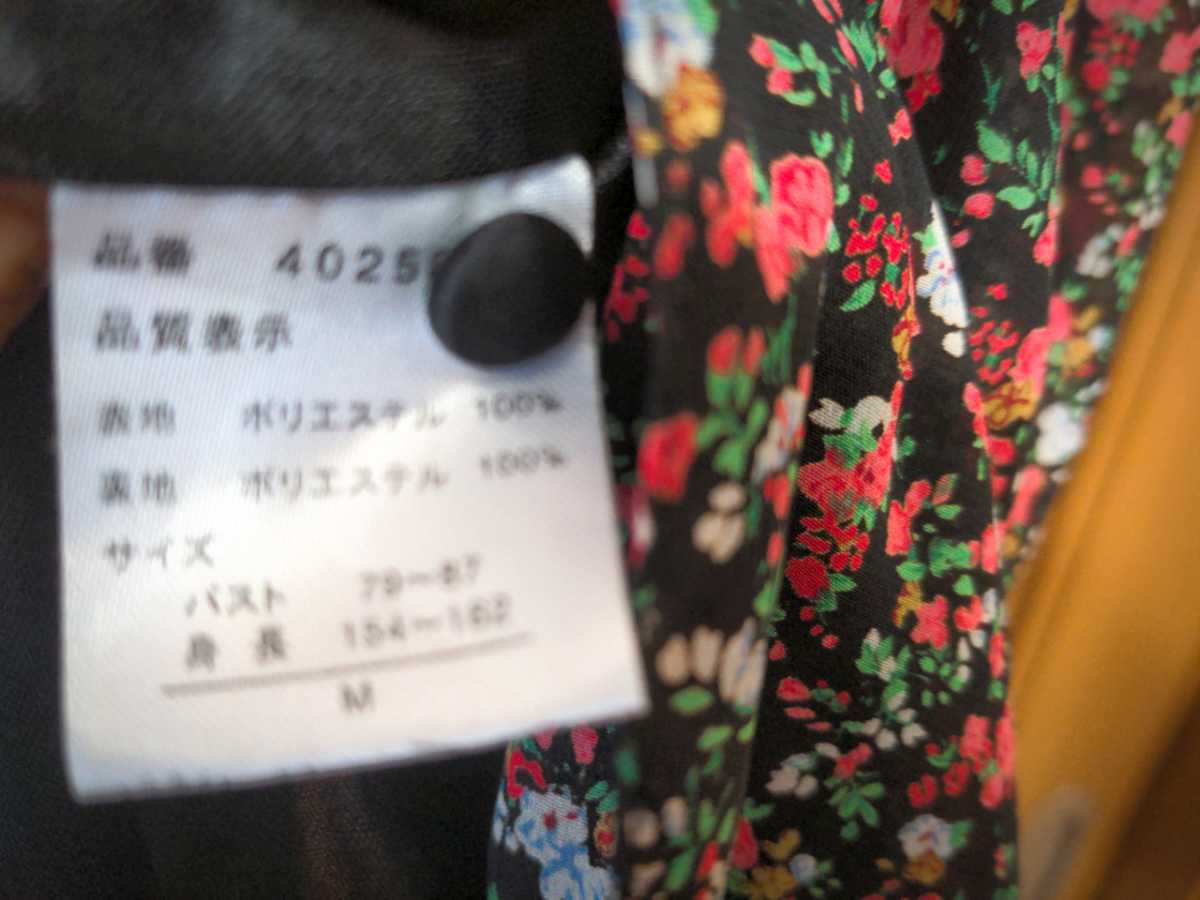 品番 4025
品質表示
表地 ポリエステル 100%
裏地 ポリエステル 100%
サイズ
バスト 79～87
身長 154～162
M